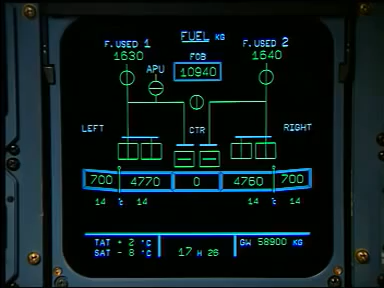 FUEL KG
F. USED 1 F. USED 2
1630 FOB 1640
APU 10940
LEFT CTR RIGHT
700 4770 0 4760 700
14 °C 14 14 °C 14
TAT + 2 °C GW 58900 KG
SAT - 8 °C 17 H 26